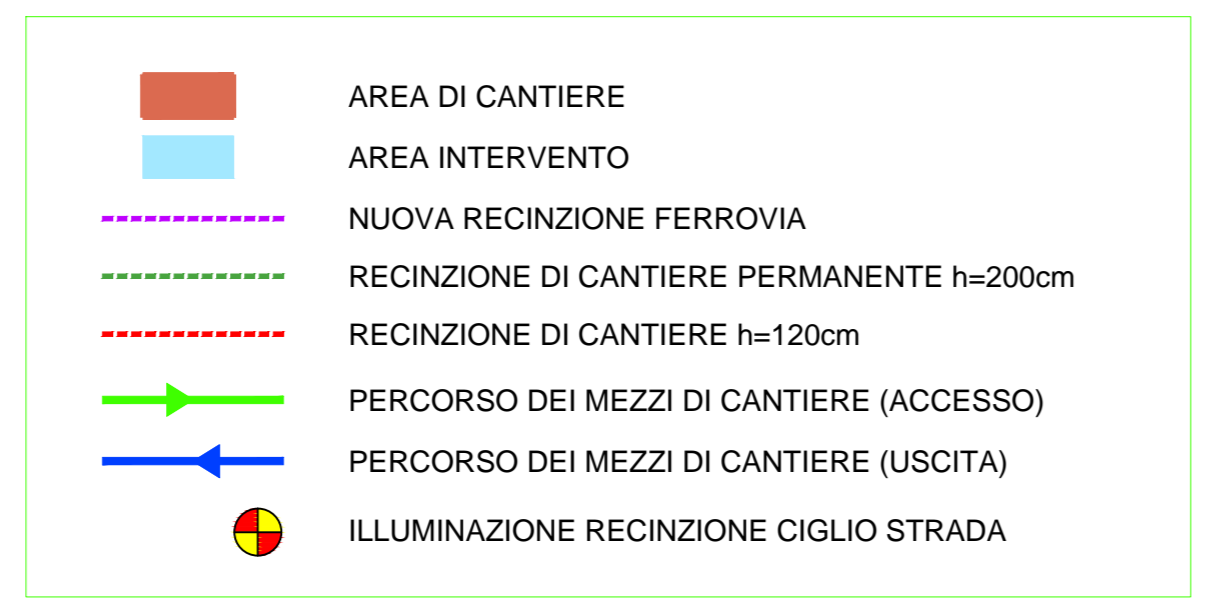 AREA DI CANTIERE
AREA INTERVENTO
NUOVA RECINZIONE FERROVIA
RECINZIONE DI CANTIERE PERMANENTE h=200cm
RECINZIONE DI CANTIERE h=120cm
PERCORSO DEI MEZZI DI CANTIERE (ACCESSO)
PERCORSO DEI MEZZI DI CANTIERE (USCITA)
ILLUMINAZIONE RECINZIONE CIGLIO STRADA